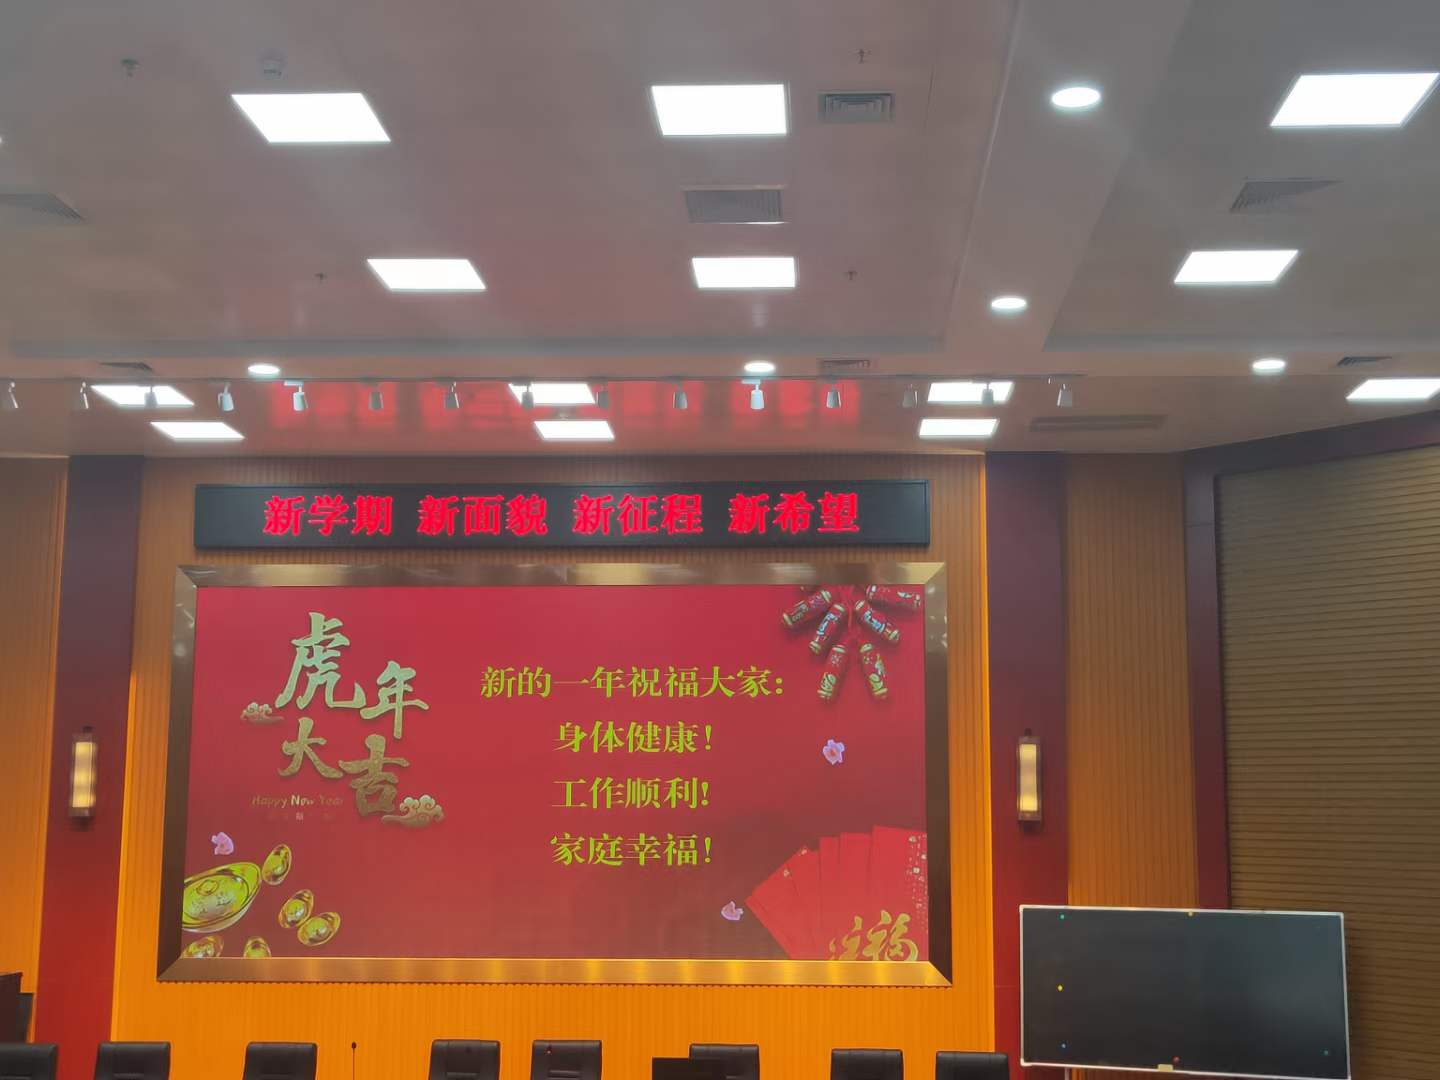 新学期 新面貌 新征程 新希望
虎年
大吉
Happy New Year
新的一年祝福大家:
身体健康!
工作顺利!
家庭幸福!
福